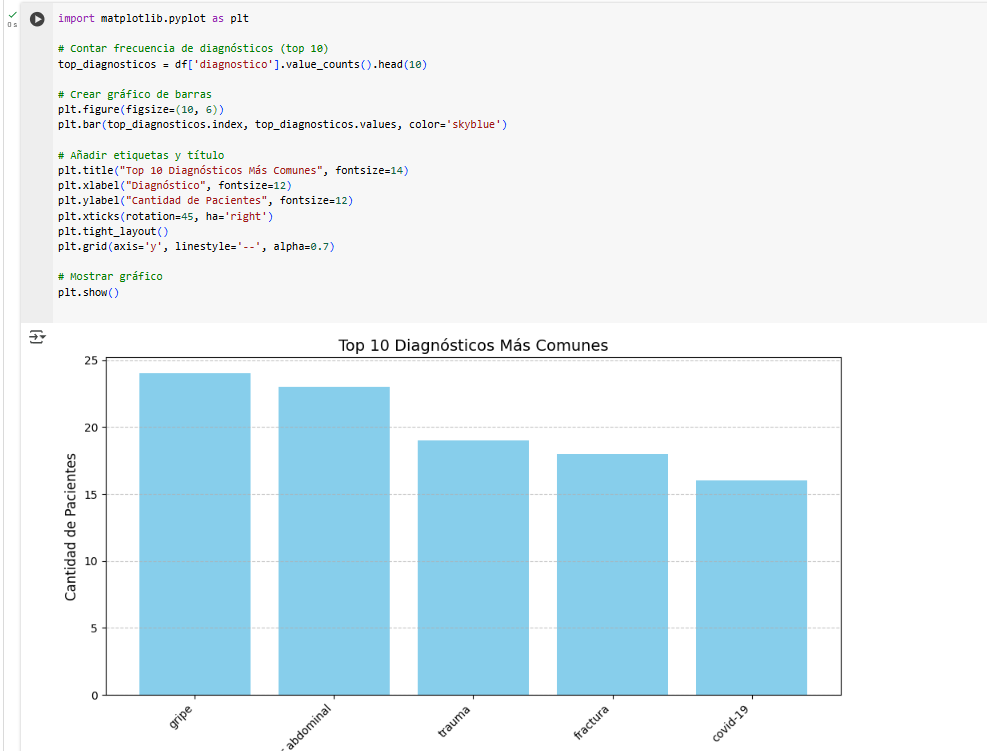 0 s
import matplotlib.pyplot as plt
# Contar frecuencia de diagnósticos (top 10)
top_diagnosticos = df['diagnostico'].value_counts().head(10)
# Crear gráfico de barras
plt.figure(figsize=(10, 6))
plt.bar(top_diagnosticos.index, top_diagnosticos.values, color='skyblue')
# Añadir etiquetas y título
plt.title("Top 10 Diagnósticos Más Comunes", fontsize=14)
plt.xlabel("Diagnóstico", fontsize=12)
plt.ylabel("Cantidad de Pacientes", fontsize=12)
plt.xticks(rotation=45, ha='right')
plt.tight_layout()
plt.grid(axis='y', linestyle='--', alpha=0.7)
# Mostrar gráfico
plt.show()
Top 10 Diagnósticos Más Comunes
Cantidad de Pacientes
25
20
15
10
5
0
gripe
abdominal
trauma
fractura
covid-19